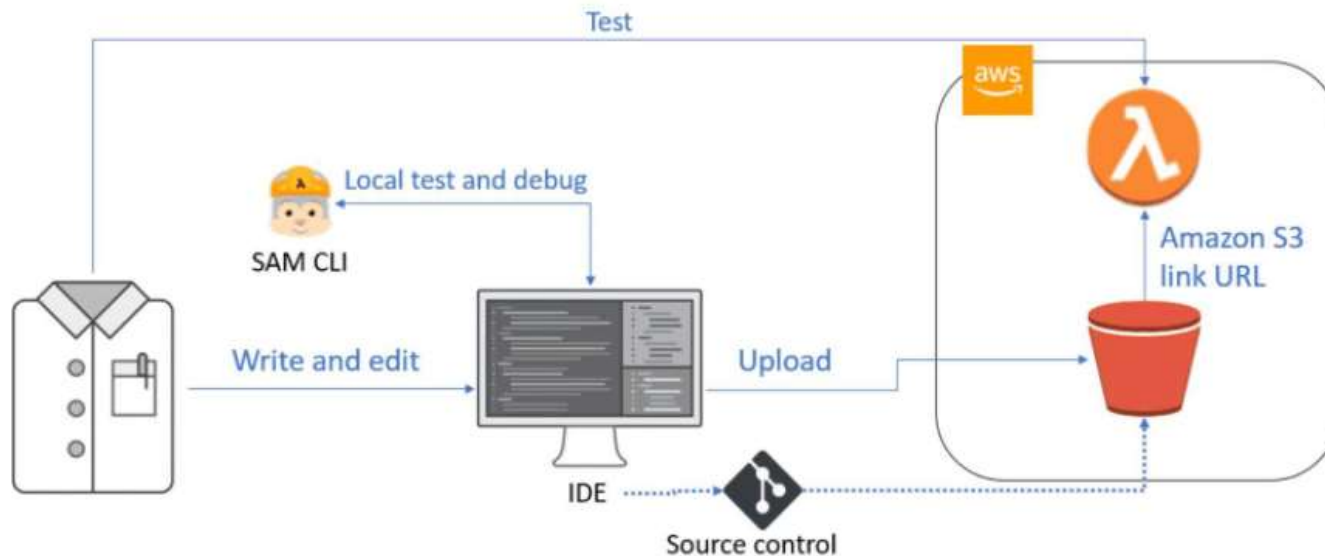 Test
aws
λ
Local test and debug
λ
SAM CLI
Amazon S3
link URL
Write and edit
Upload
IDE
Source control